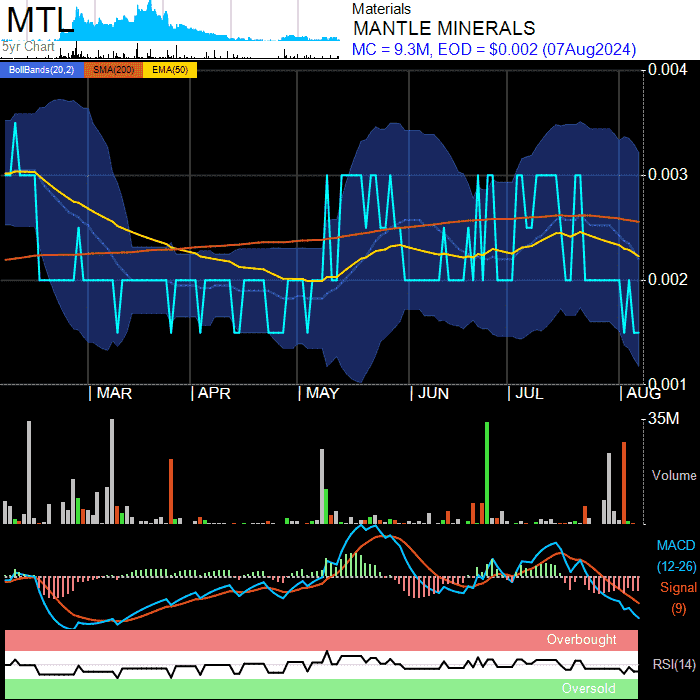 MTL
5yr Chart
Materials
MANTLE MINERALS
MC = 9.3M, EOD = $0.002 (07Aug2024)
BollBands(20,2) SMA(200) EMA(50)
0.004
0.003
0.002
0.001
MAR APR MAY JUN JUL AUG
35M
Volume
MACD
(12-26)
Signal
(9)
Overbought
RSI(14)
Oversold